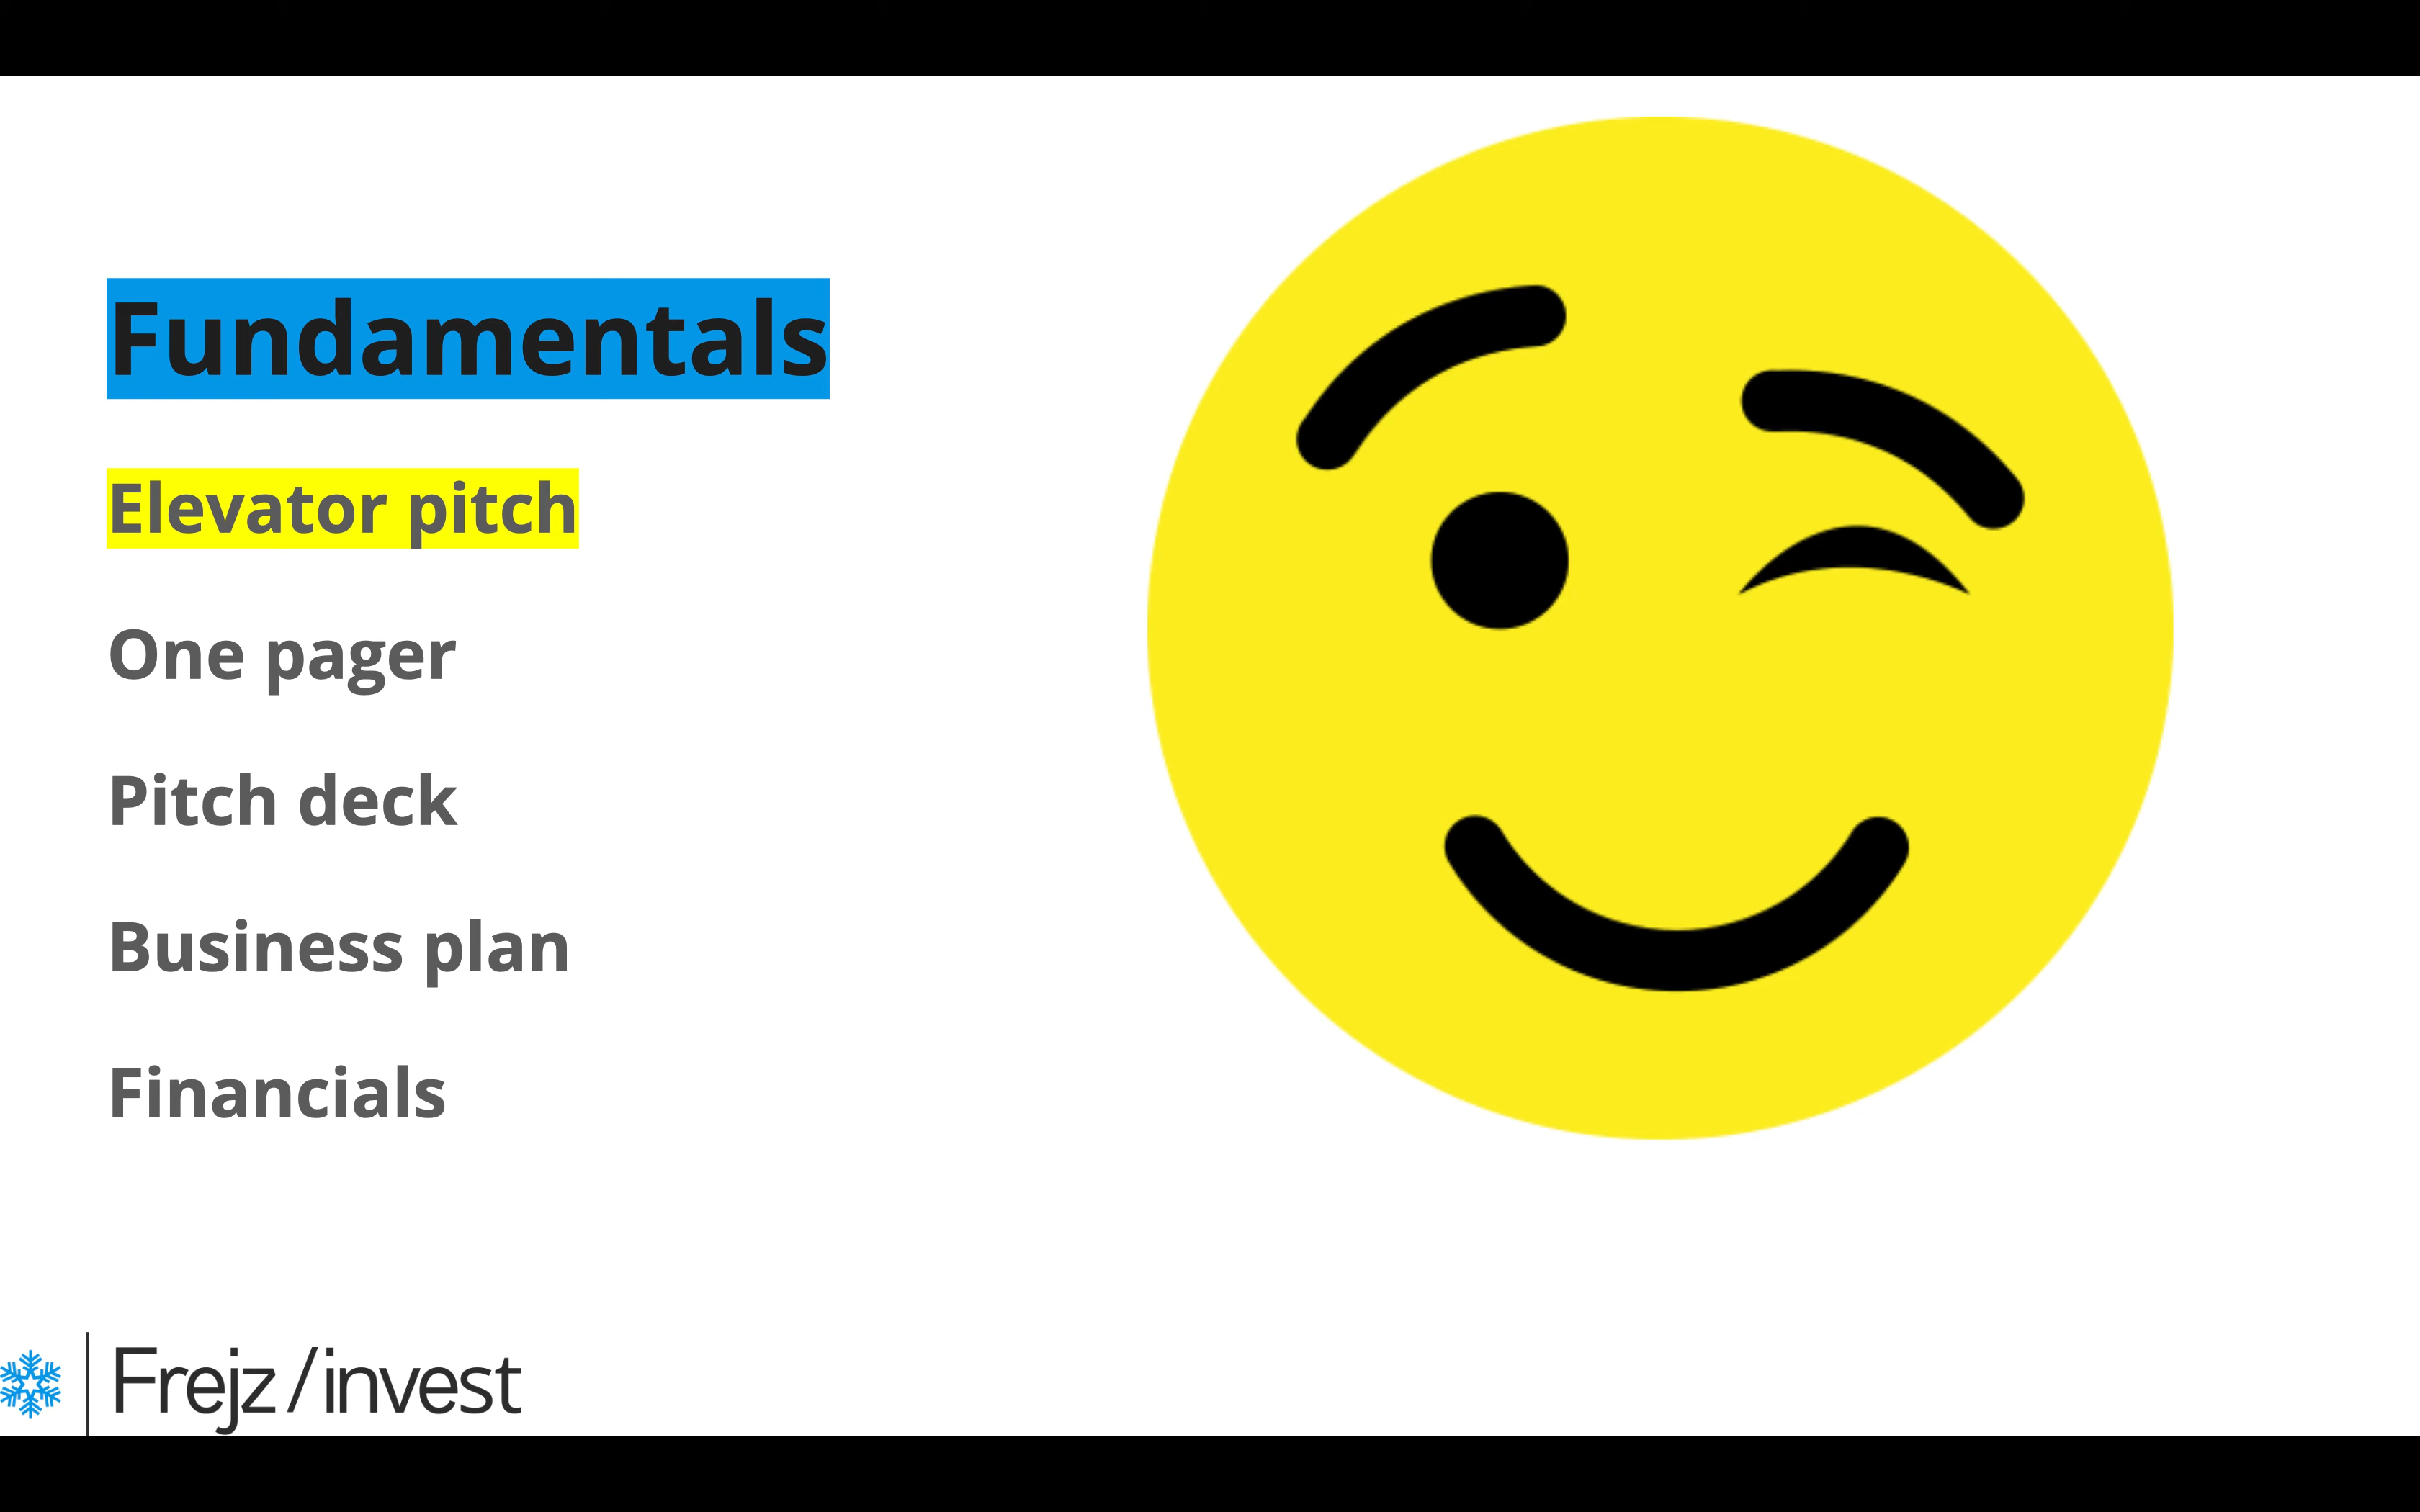 Fundamentals
Elevator pitch
One pager
Pitch deck
Business plan
Financials
Frejz/invest